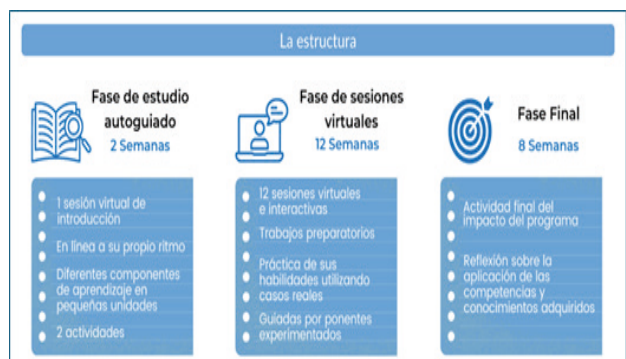 La estructura
Fase de estudio
autoguiado
2 Semanas
1 sesión virtual de
introducción
En línea a su propio ritmo
Diferentes componentes
de aprendizaje en
pequeñas unidades
2 actividades
Fase de sesiones
virtuales
12 Semanas
12 sesiones virtuales
e interactivas
Trabajos preparatorios
Práctica de sus
habilidades utilizando
casos reales
Guiadas por ponentes
experimentados
Fase Final
8 Semanas
Actividad final del
impacto del programa
Reflexión sobre la
aplicación de las
competencias y
conocimientos adquiridos